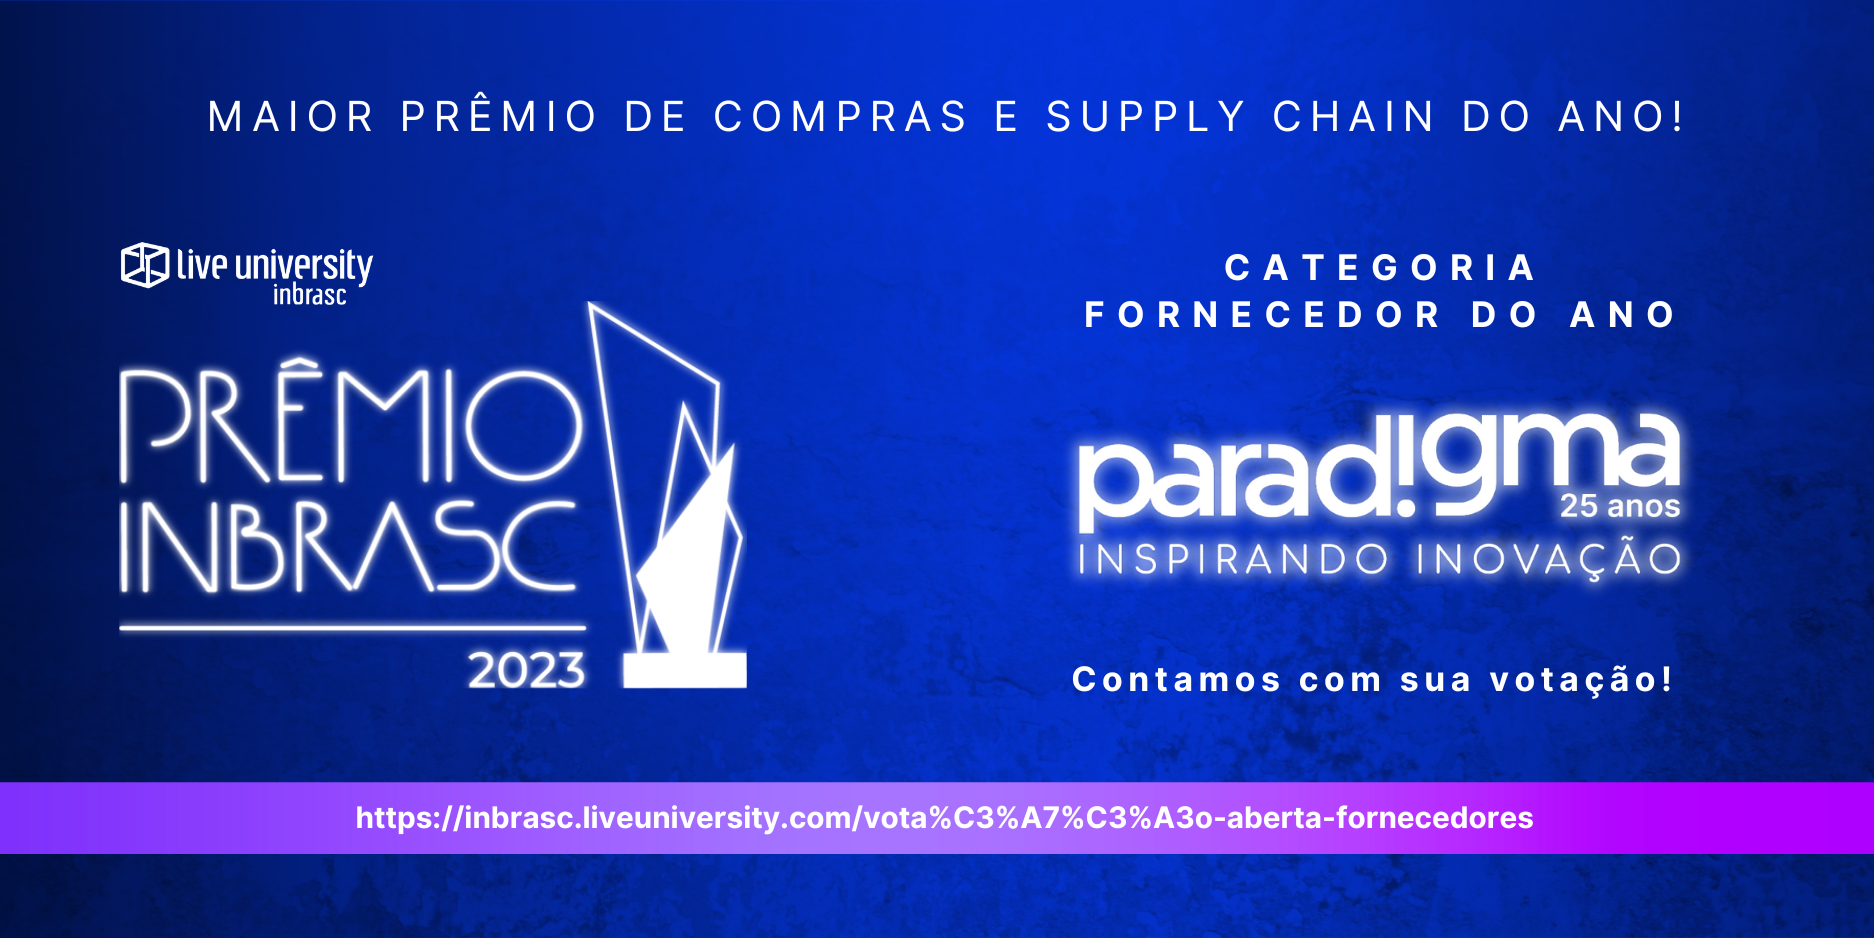 MAIOR PRÊMIO DE COMPRAS E SUPPLY CHAIN DO ANO!
live university
inbrasc
PRÊMIO
INBRASC
2023
CATEGORIA
FORNECEDOR DO ANO
paradigma
25 anos
INSPIRANDO INOVAÇÃO
Contamos com sua votação!
https://inbrasc.liveuniversity.com/vota%C3%A7%C3%A3o-aberta-fornecedores